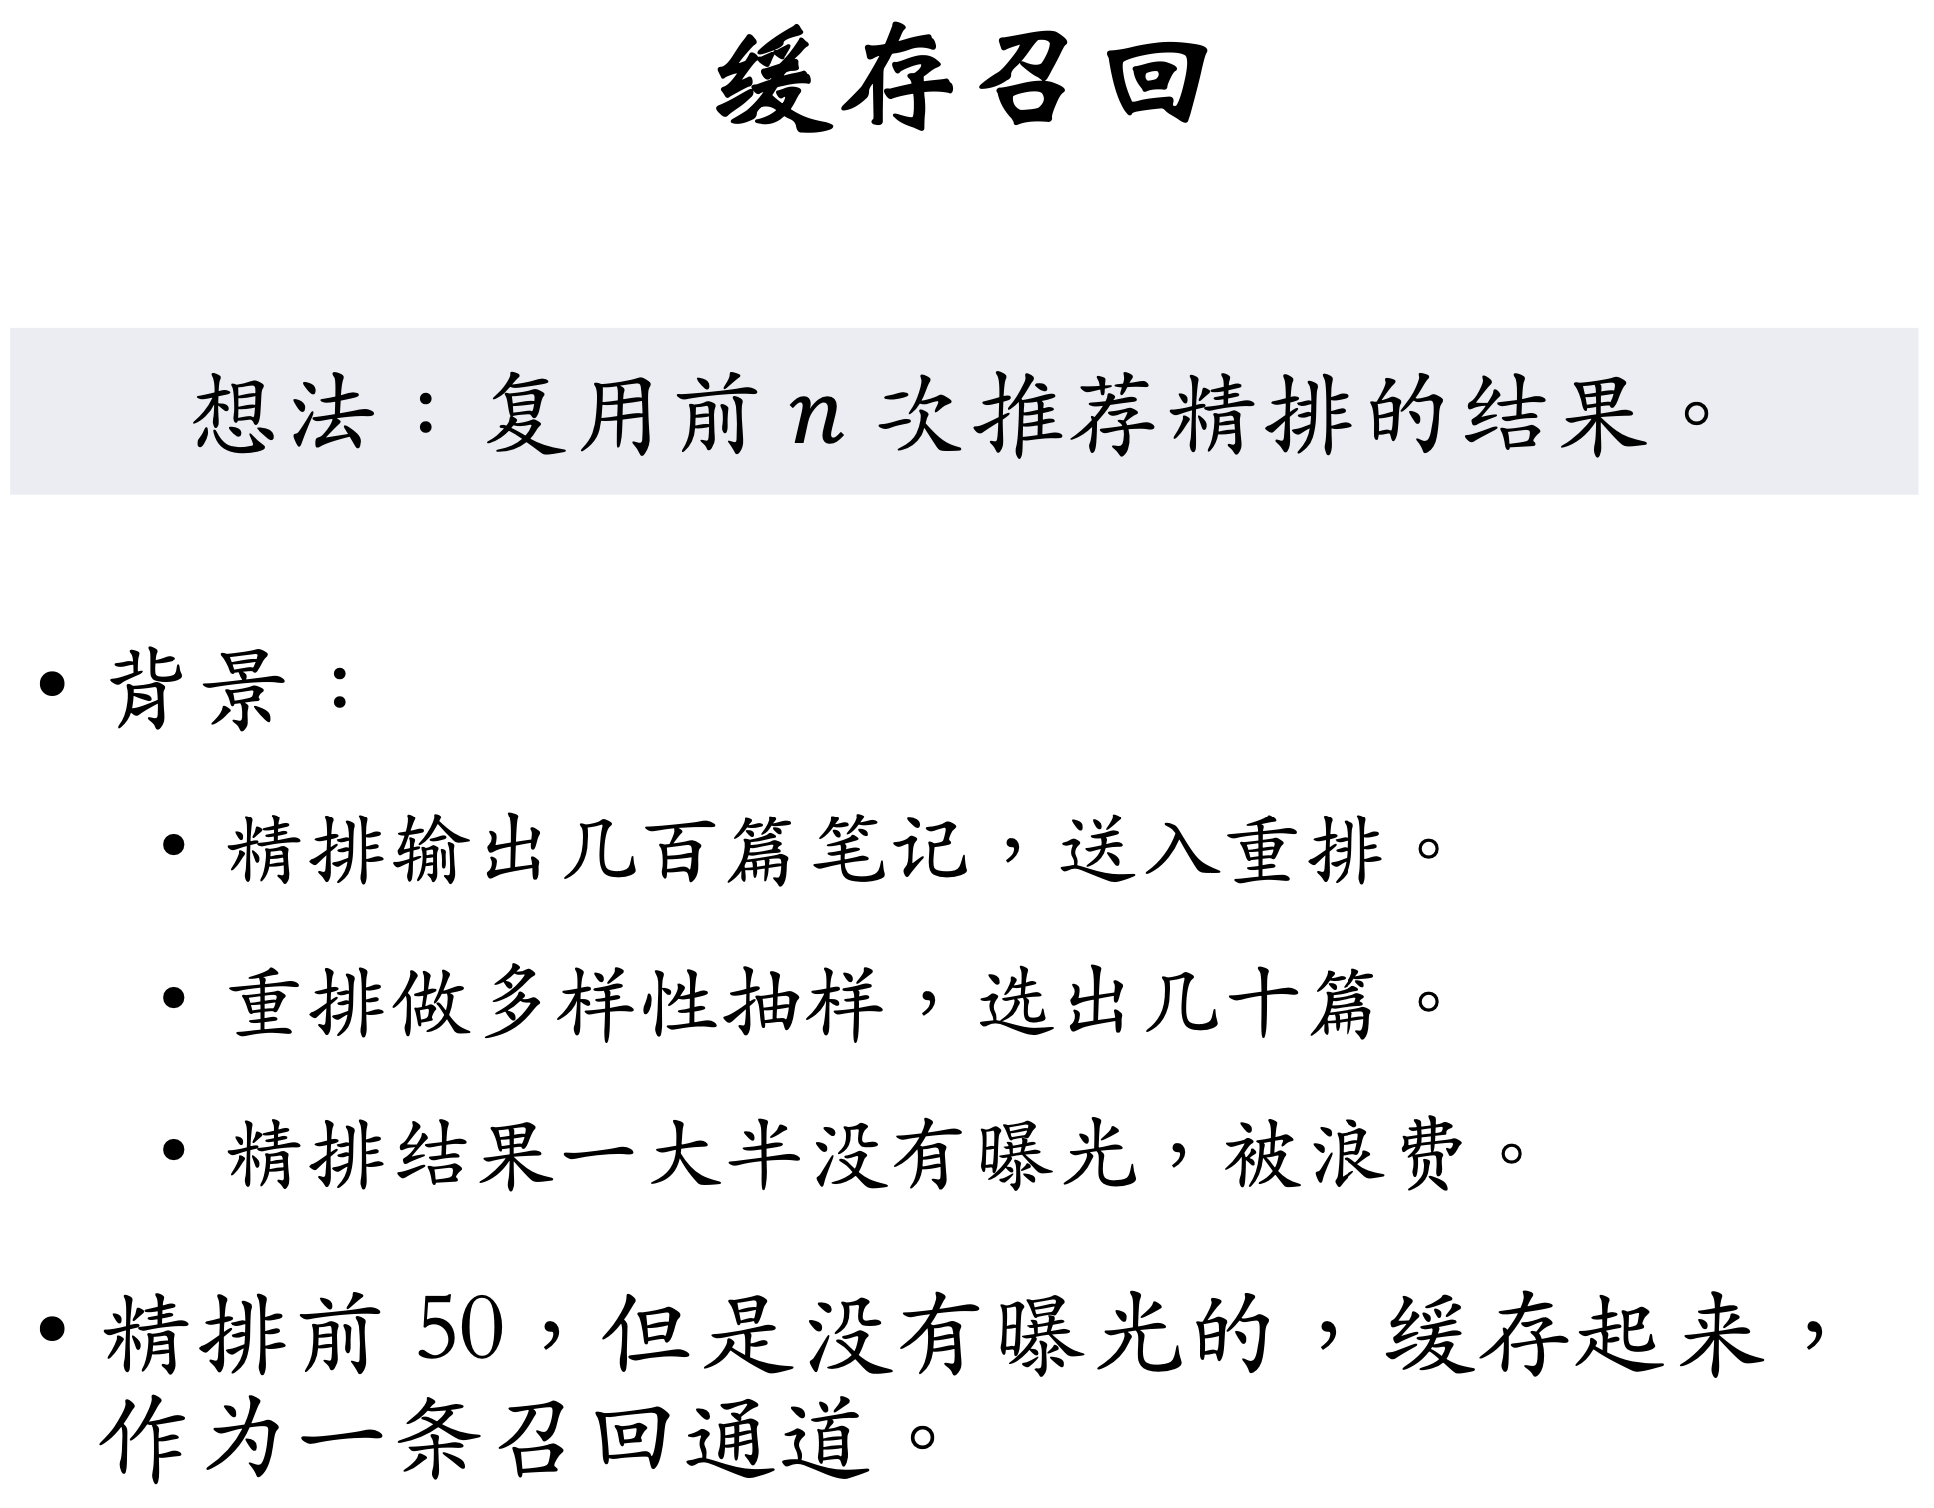 缓存召回
想法：复用前 n 次推荐精排的结果。
• 背景：
• 精排输出几百篇笔记，送入重排。
• 重排做多样性抽样，选出几十篇。
• 精排结果一大半没有曝光，被浪费。
• 精排前 50，但是没有曝光的，缓存起来，
作为一条召回通道。